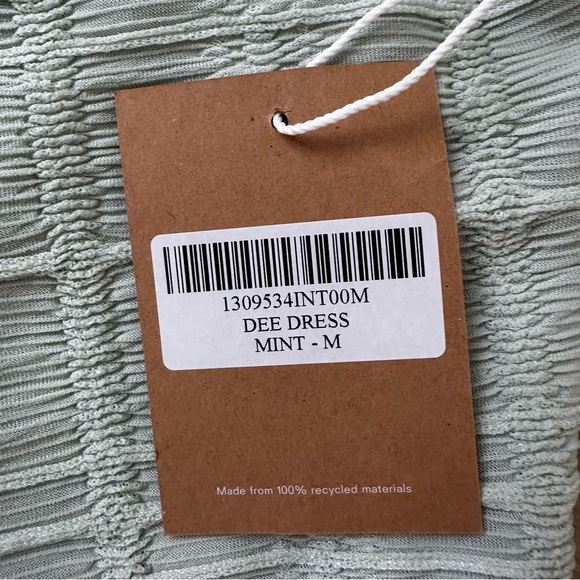 1309534INT00M
DEE DRESS
MINT - M
Made from 100% recycled materials